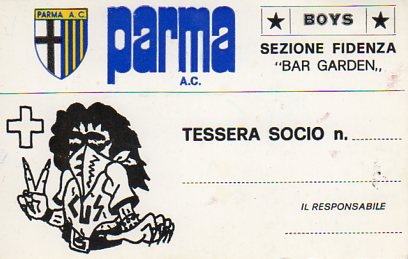 PARMA A.C.
parma
A.C.
★ BOYS ★
SEZIONE FIDENZA
"BAR GARDEN,,
TESSERA SOCIO n. ............
IL RESPONSABILE